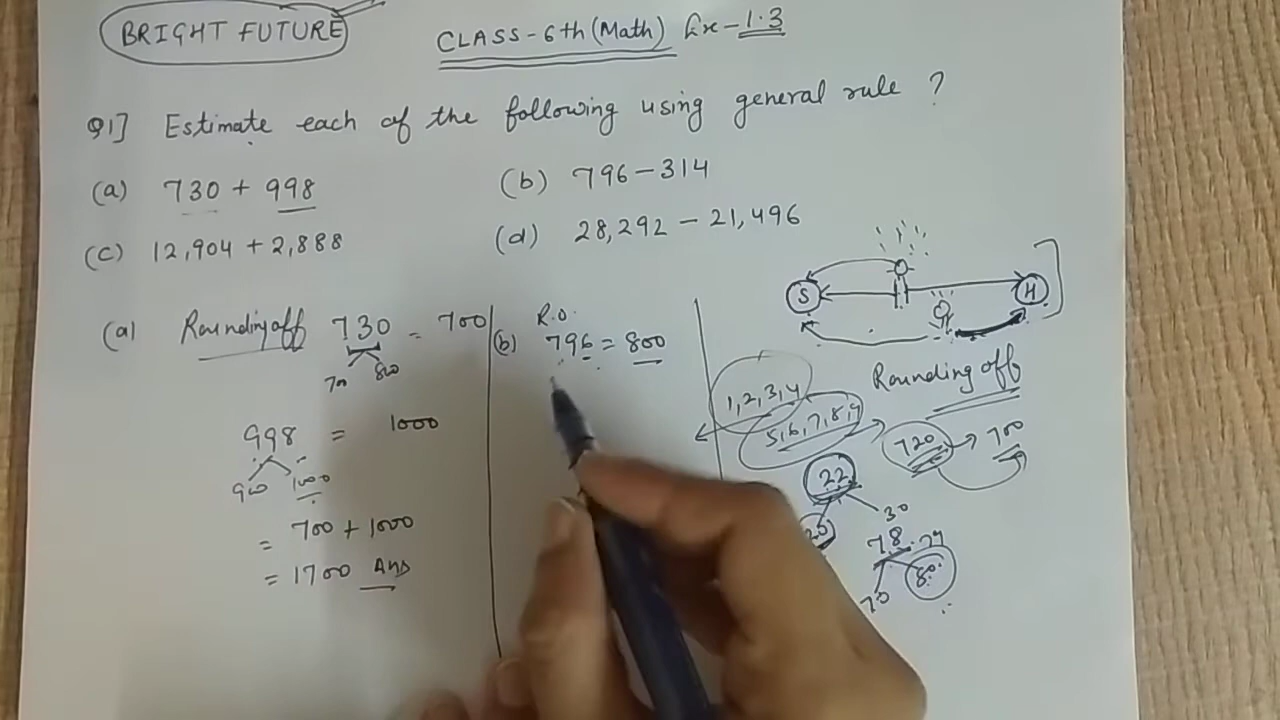 BRIGHT FUTURE
CLASS-6th (Math) Ex-1.3
Q1] Estimate each of the following using general rule ?
(a) 730 + 998
(b) 796-314
(c) 12,904 + 2,888
(d) 28,292 - 21,496
S H
(a) Rounding off 730 = 700
700 800
998 = 1000
900 1000
= 700 + 1000
= 1700 Ans
R.O.
(b) 796 = 800
Rounding off
1,2,3,4
5,6,7,8,9
720 → 700
22
20 30
78
70 80